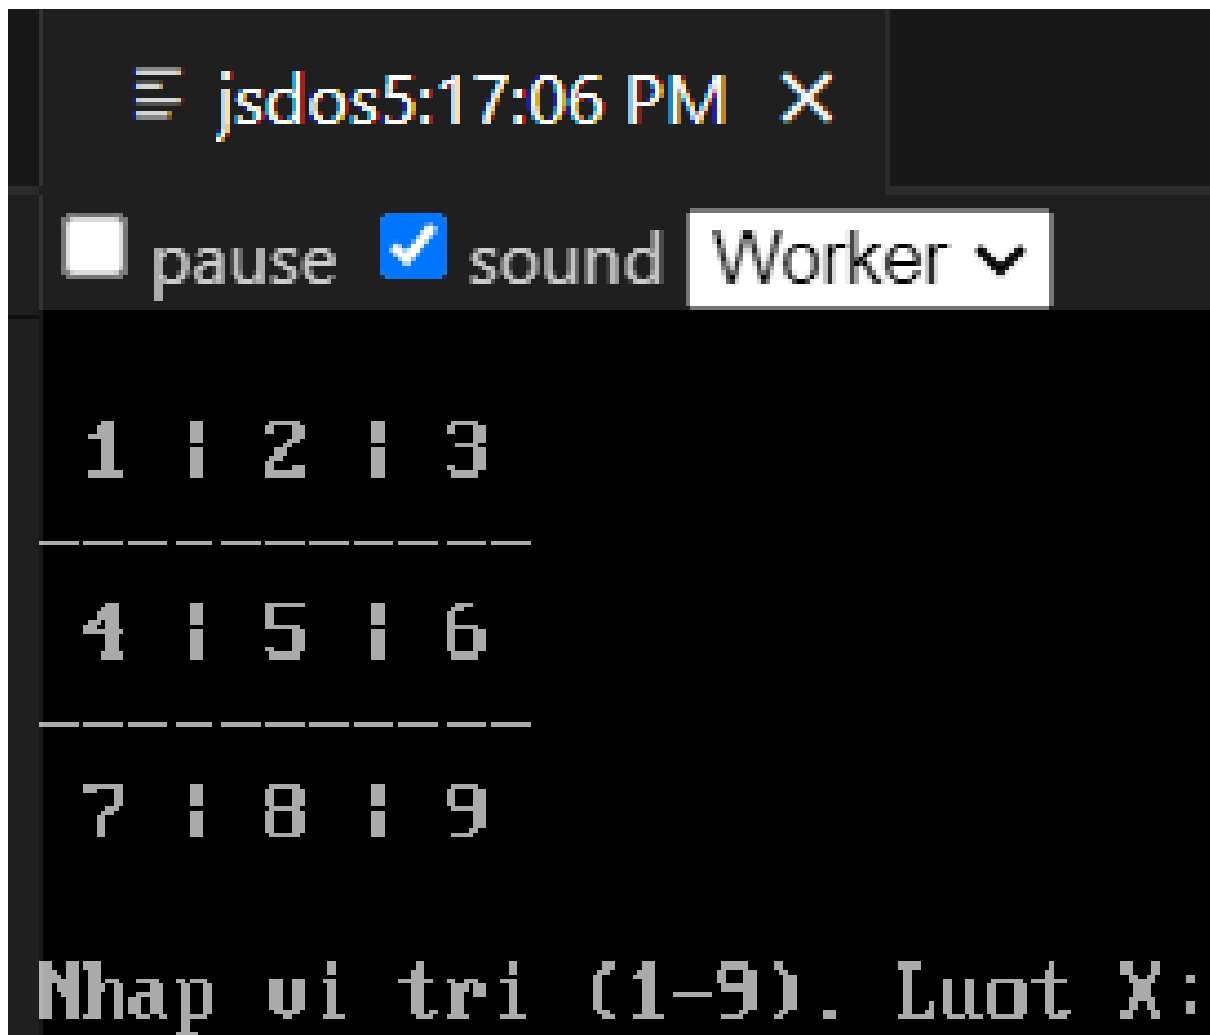 jsdos5:17:06 PM
pause sound Worker
1 | 2 | 3
-----------
4 | 5 | 6
-----------
7 | 8 | 9
Nhap vi tri (1-9). Luot X: